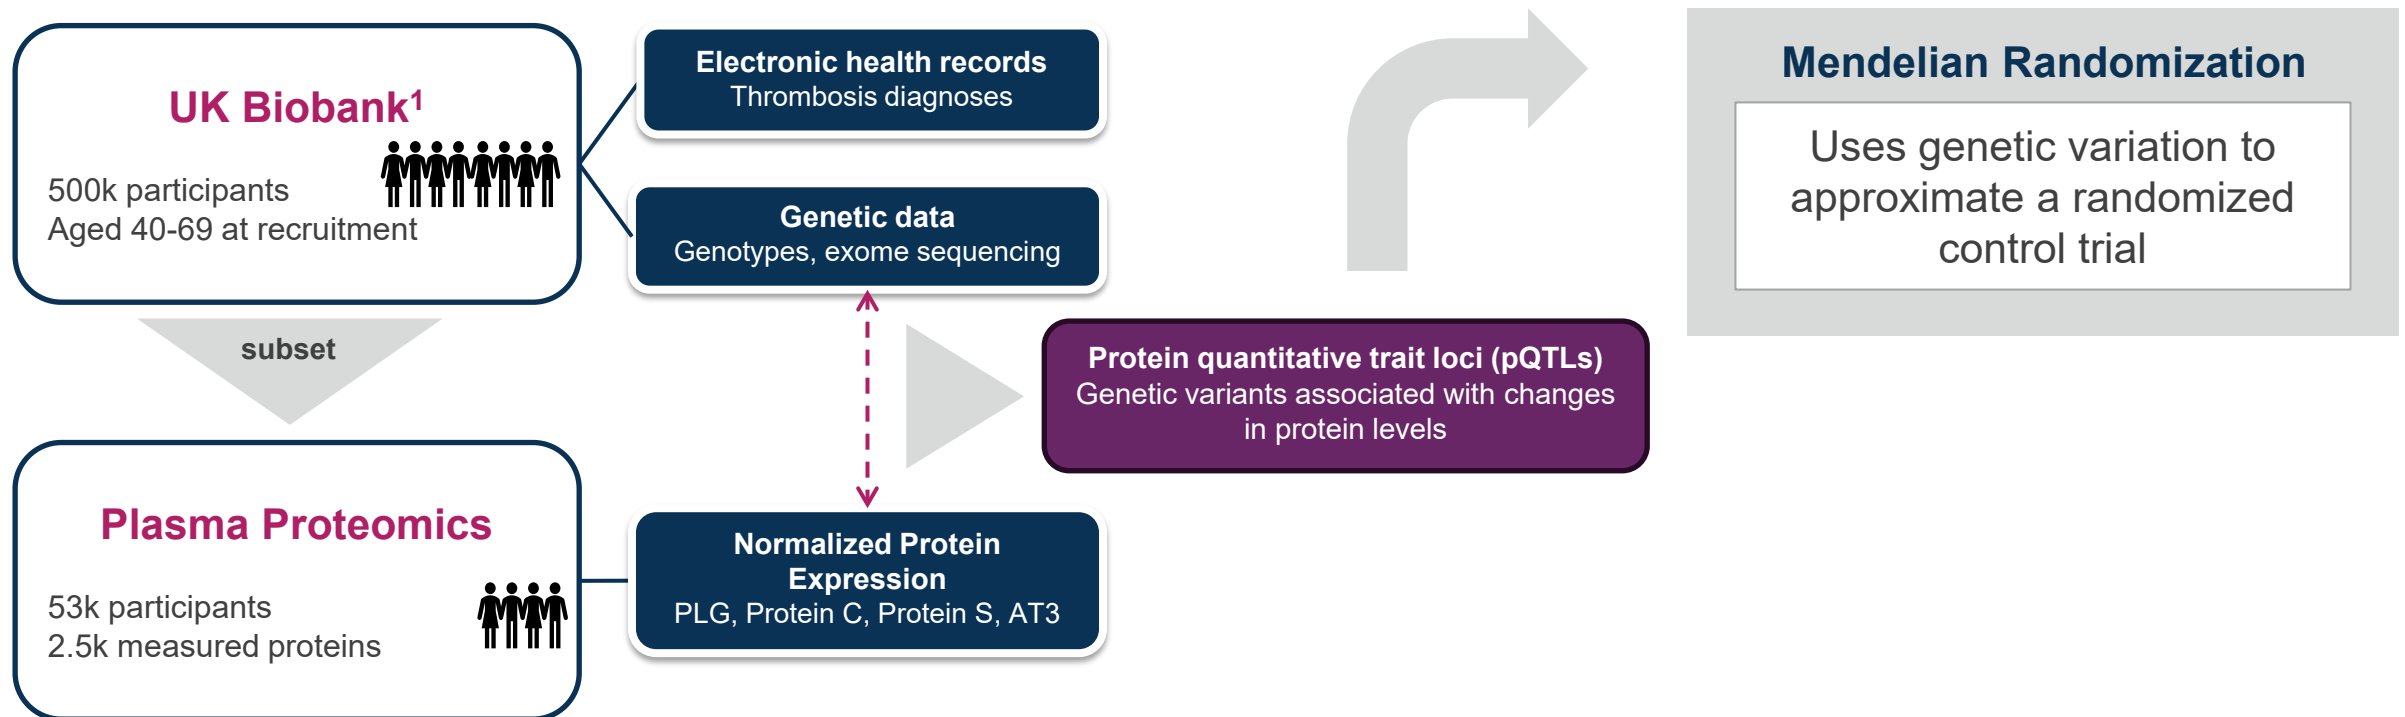 UK Biobank¹
500k participants
Aged 40-69 at recruitment
Electronic health records
Thrombosis diagnoses
Genetic data
Genotypes, exome sequencing
subset
Plasma Proteomics
53k participants
2.5k measured proteins
Normalized Protein
Expression
PLG, Protein C, Protein S, AT3
Protein quantitative trait loci (pQTLs)
Genetic variants associated with changes
in protein levels
Mendelian Randomization
Uses genetic variation to
approximate a randomized
control trial